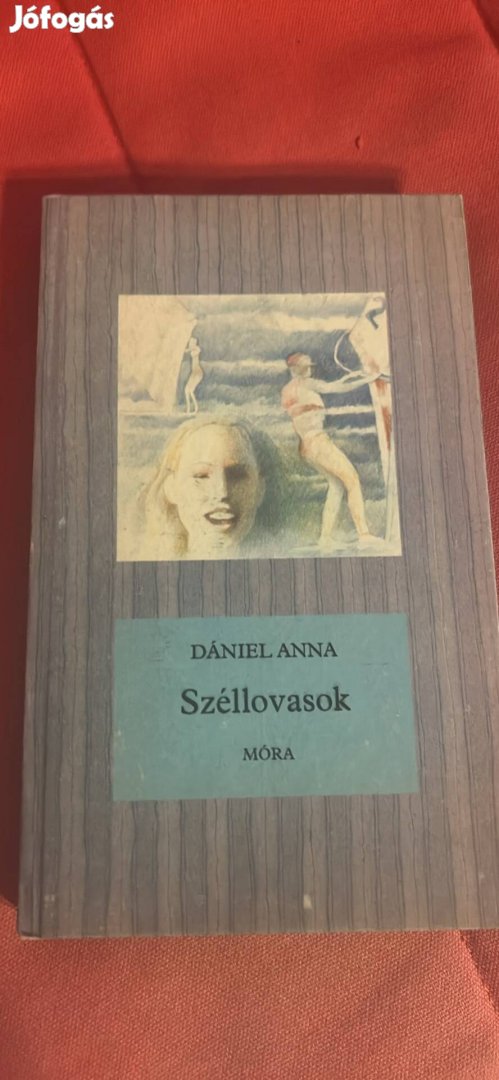 Jófogás
DÁNIEL ANNA
Széllovasok
MÓRA